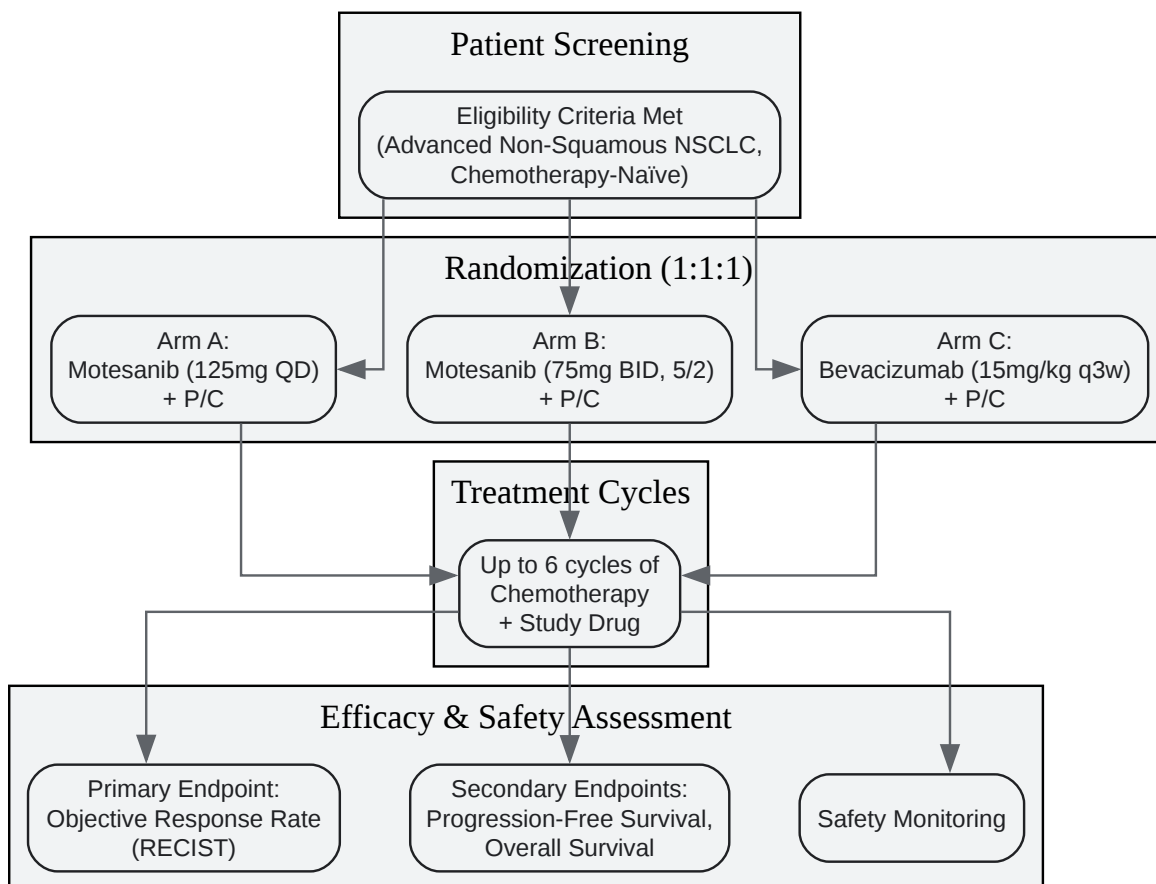 Patient Screening
Eligibility Criteria Met
(Advanced Non-Squamous NSCLC,
Chemotherapy-Naïve)
Randomization (1:1:1)
Arm A:
Motesanib (125mg QD)
+ P/C
Arm B:
Motesanib (75mg BID, 5/2)
+ P/C
Arm C:
Bevacizumab (15mg/kg q3w)
+ P/C
Treatment Cycles
Up to 6 cycles of
Chemotherapy
+ Study Drug
Efficacy & Safety Assessment
Primary Endpoint:
Objective Response Rate
(RECIST)
Secondary Endpoints:
Progression-Free Survival,
Overall Survival
Safety Monitoring